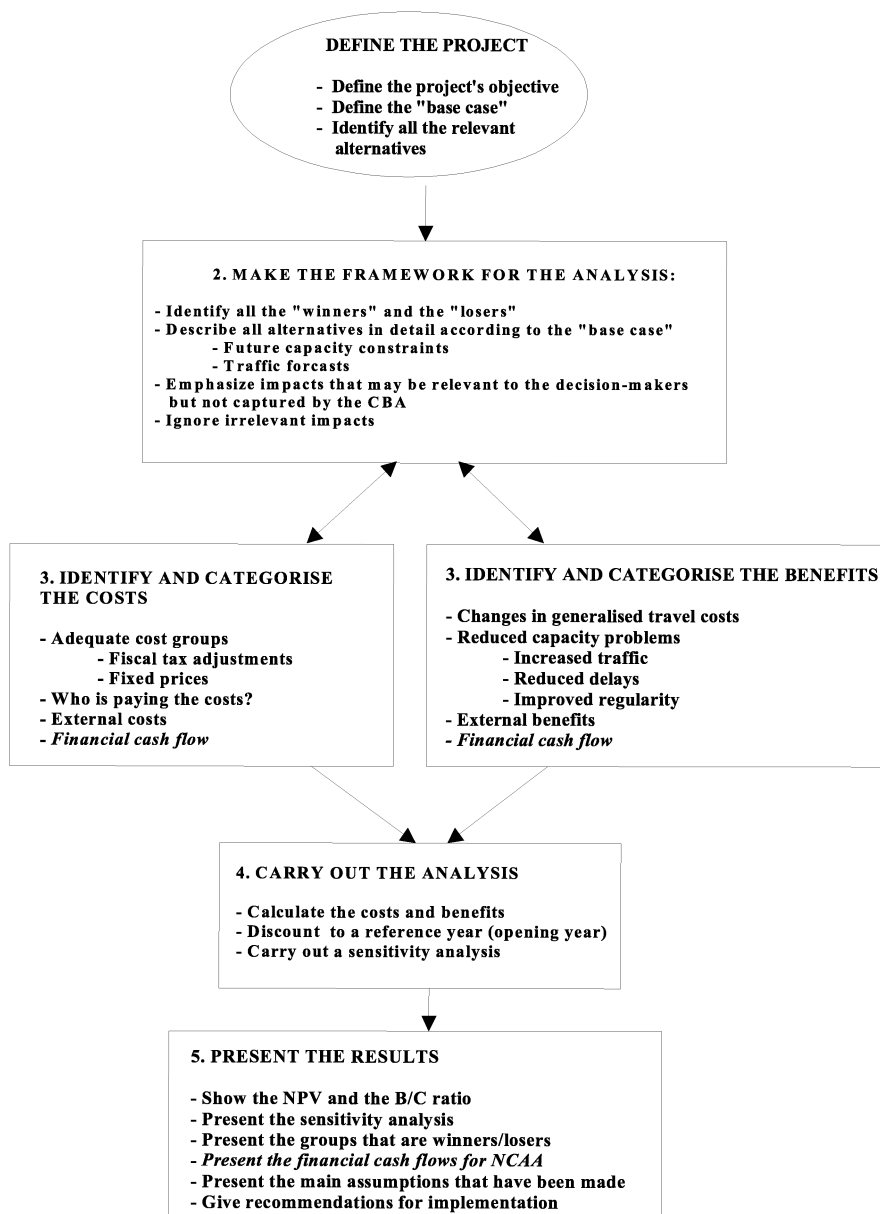 DEFINE THE PROJECT
- Define the project's objective
- Define the "base case"
- Identify all the relevant
alternatives
2. MAKE THE FRAMEWORK FOR THE ANALYSIS:
- Identify all the "winners" and the "losers"
- Describe all alternatives in detail according to the "base case"
- Future capacity constraints
- Traffic forcasts
- Emphasize impacts that may be relevant to the decision-makers
but not captured by the CBA
- Ignore irrelevant impacts
3. IDENTIFY AND CATEGORISE
THE COSTS
- Adequate cost groups
- Fiscal tax adjustments
- Fixed prices
- Who is paying the costs?
- External costs
- Financial cash flow
3. IDENTIFY AND CATEGORISE THE BENEFITS
- Changes in generalised travel costs
- Reduced capacity problems
- Increased traffic
- Reduced delays
- Improved regularity
- External benefits
- Financial cash flow
4. CARRY OUT THE ANALYSIS
- Calculate the costs and benefits
- Discount to a reference year (opening year)
- Carry out a sensitivity analysis
5. PRESENT THE RESULTS
- Show the NPV and the B/C ratio
- Present the sensitivity analysis
- Present the groups that are winners/losers
- Present the financial cash flows for NCAA
- Present the main assumptions that have been made
- Give recommendations for implementation